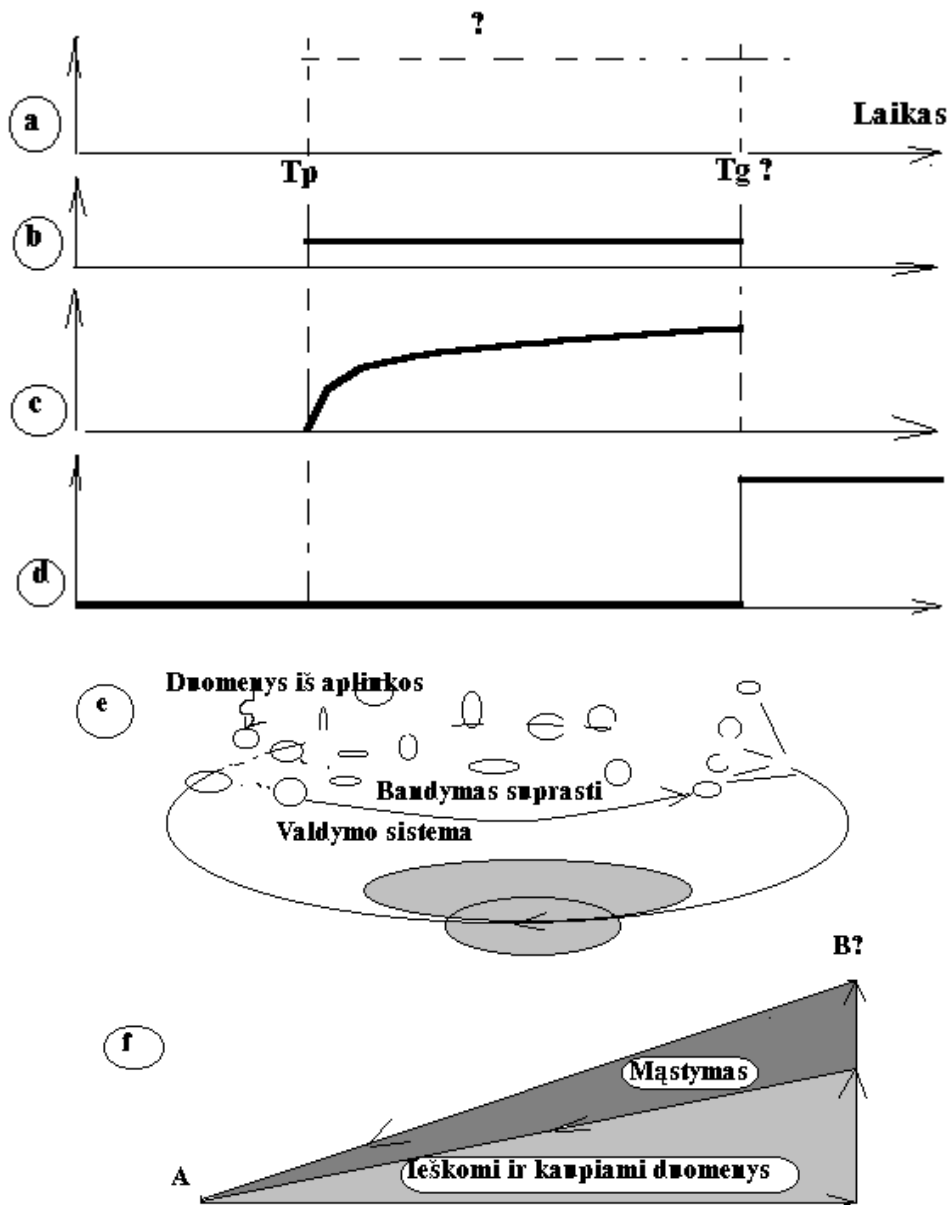 ?
a
Laikas
Tp
Tg ?
b
c
d
e
Duomenys iš aplinkos
Bandymas suprasti
Valdymo sistema
B?
f
Mąstymas
A
Ieškomi ir kaupiami duomenys